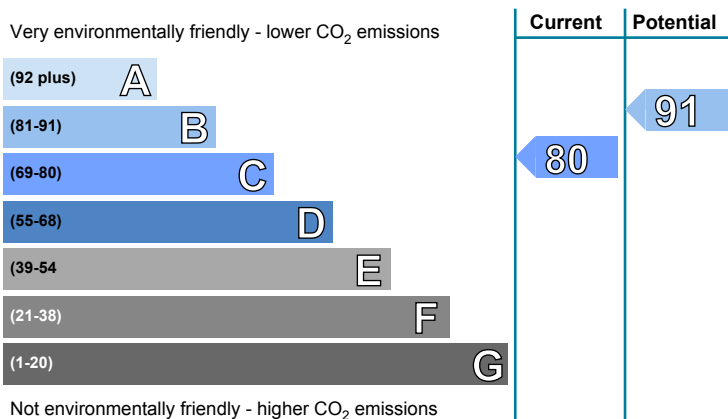 Current Potential
Very environmentally friendly - lower CO2 emissions
(92 plus) A
(81-91) B
91
(69-80) C
80
(55-68) D
(39-54 E
(21-38) F
(1-20) G
Not environmentally friendly - higher CO2 emissions